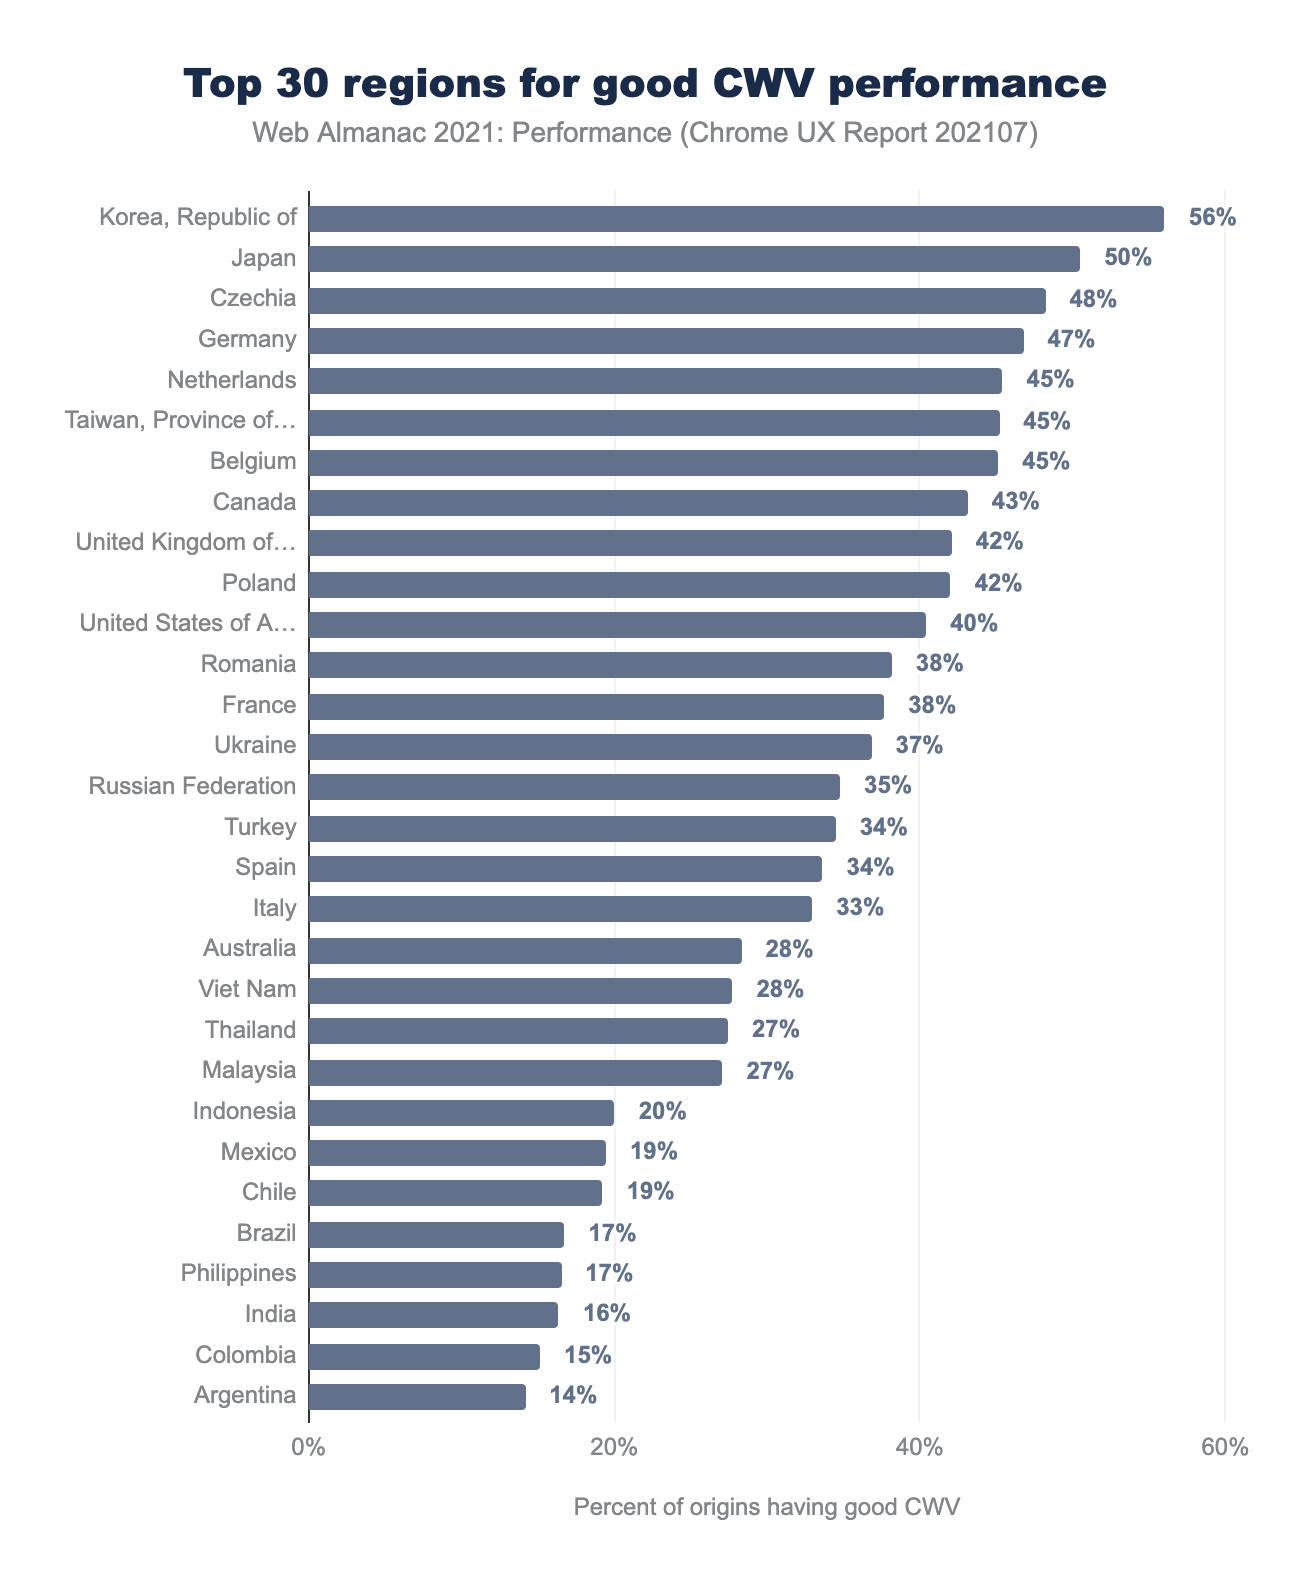 Top 30 regions for good CWV performance
Web Almanac 2021: Performance (Chrome UX Report 202107)
Korea, Republic of 56%
Japan 50%
Czechia 48%
Germany 47%
Netherlands 45%
Taiwan, Province of… 45%
Belgium 45%
Canada 43%
United Kingdom of… 42%
Poland 42%
United States of A… 40%
Romania 38%
France 38%
Ukraine 37%
Russian Federation 35%
Turkey 34%
Spain 34%
Italy 33%
Australia 28%
Viet Nam 28%
Thailand 27%
Malaysia 27%
Indonesia 20%
Mexico 19%
Chile 19%
Brazil 17%
Philippines 17%
India 16%
Colombia 15%
Argentina 14%
0% 20% 40% 60%
Percent of origins having good CWV